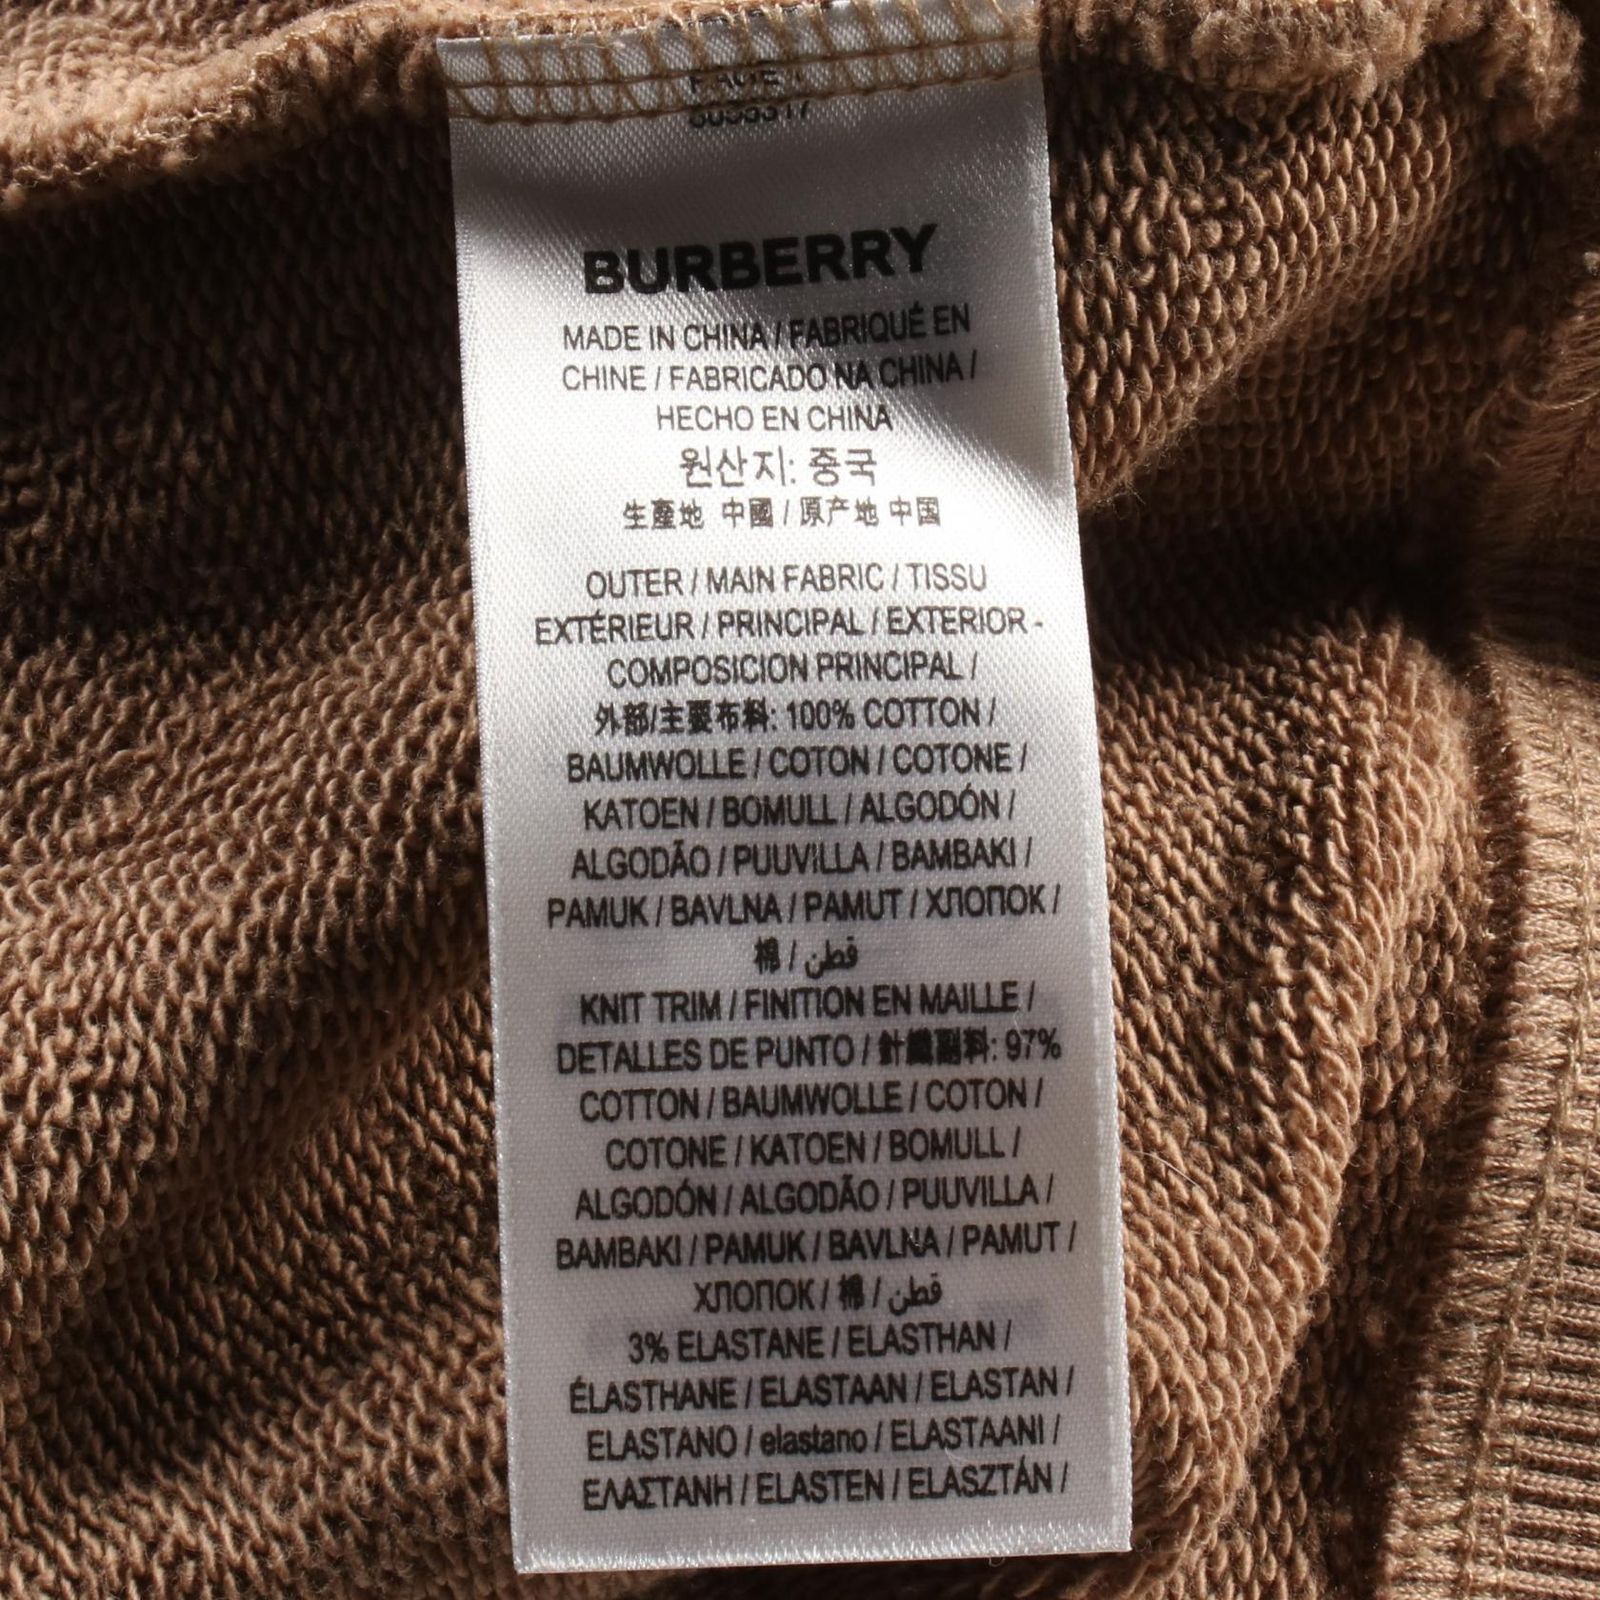 BURBERRY
MADE IN CHINA / FABRIQUÉ EN
CHINE / FABRICADO NA CHINA /
HECHO EN CHINA
원산지: 중국
生產地 中國 / 原产地 中国
OUTER / MAIN FABRIC / TISSU
EXTÉRIEUR / PRINCIPAL / EXTERIOR -
COMPOSICION PRINCIPAL /
外部/主要布料: 100% COTTON /
BAUMWOLLE / COTON / COTONE /
KATOEN / BOMULL / ALGODÓN /
ALGODÃO / PUUVILLA / BAMBAKI /
PAMUK / BAVLNA / PAMUT / ХЛОПОК /
棉 / قطن
KNIT TRIM / FINITION EN MAILLE /
DETALLES DE PUNTO / 針織副料: 97%
COTTON / BAUMWOLLE / COTON /
COTONE / KATOEN / BOMULL /
ALGODÓN / ALGODÃO / PUUVILLA /
BAMBAKI / PAMUK / BAVLNA / PAMUT /
ХЛОПОК / 棉 / قطن
3% ELASTANE / ELASTHAN /
ÉLASTHANE / ELASTAAN / ELASTAN /
ELASTANO / elastano / ELASTAANI /
ΕΛΑΣΤΑΝΗ / ELASTEN / ELASZTÁN /